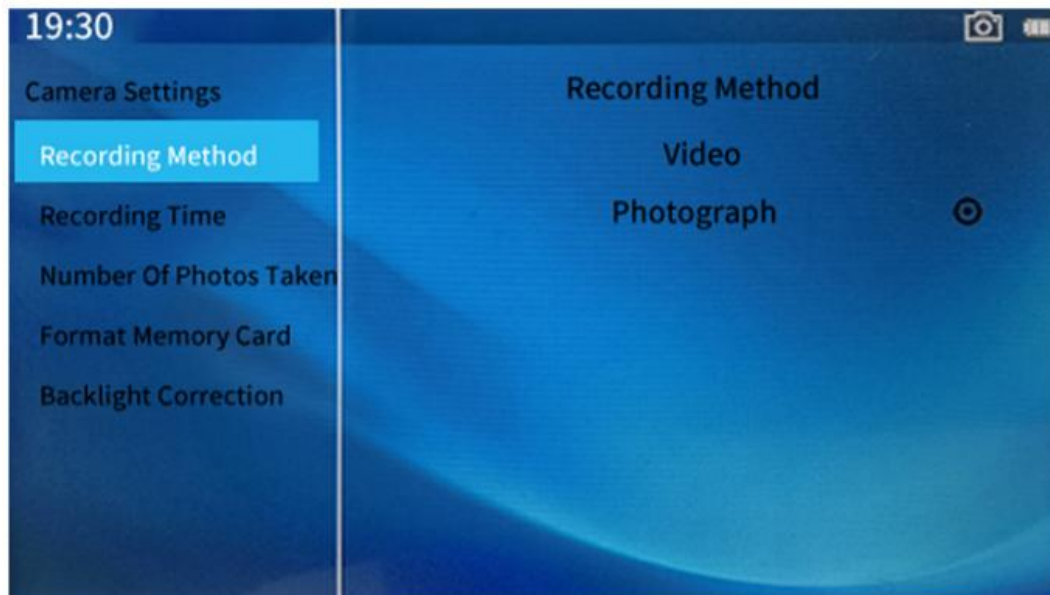 19:30
Camera Settings
Recording Method
Recording Time
Number Of Photos Taken
Format Memory Card
Backlight Correction
Recording Method
Video
Photograph